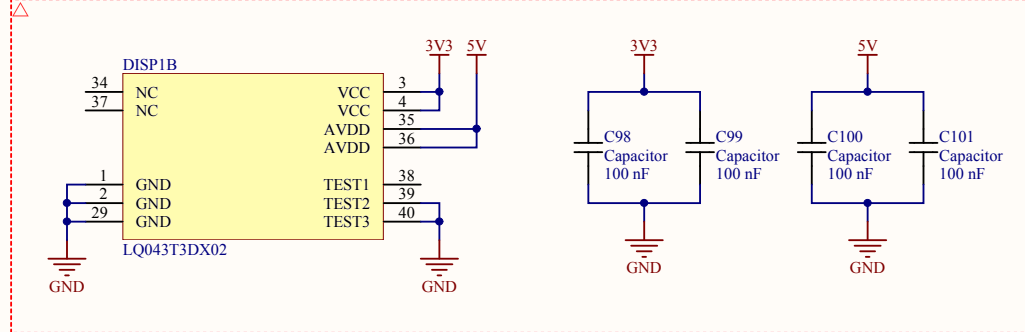 3V3 5V 3V3 5V
DISP1B
34 NC VCC 3
37 NC VCC 4
AVDD 35
AVDD 36
C98 C99 C100 C101
Capacitor Capacitor Capacitor Capacitor
100 nF 100 nF 100 nF 100 nF
1 GND TEST1 38
2 GND TEST2 39
29 GND TEST3 40
LQ043T3DX02
GND GND
GND GND